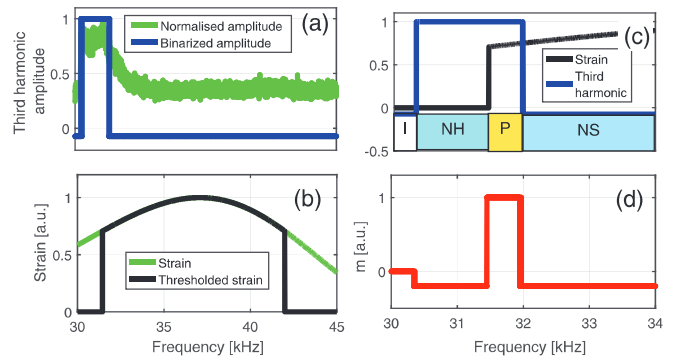 (a)
Normalised amplitude
Binarized amplitude
Third harmonic
amplitude
1
0.5
0
(b)
Strain [a.u.]
1
0.5
0
Strain
Thresholded strain
30 35 40 45
Frequency [kHz]
(c)'
1
0.5
0
-0.5
Strain
Third
harmonic
I NH P NS
(d)
m [a.u.]
1
0
30 31 32 33 34
Frequency [kHz]